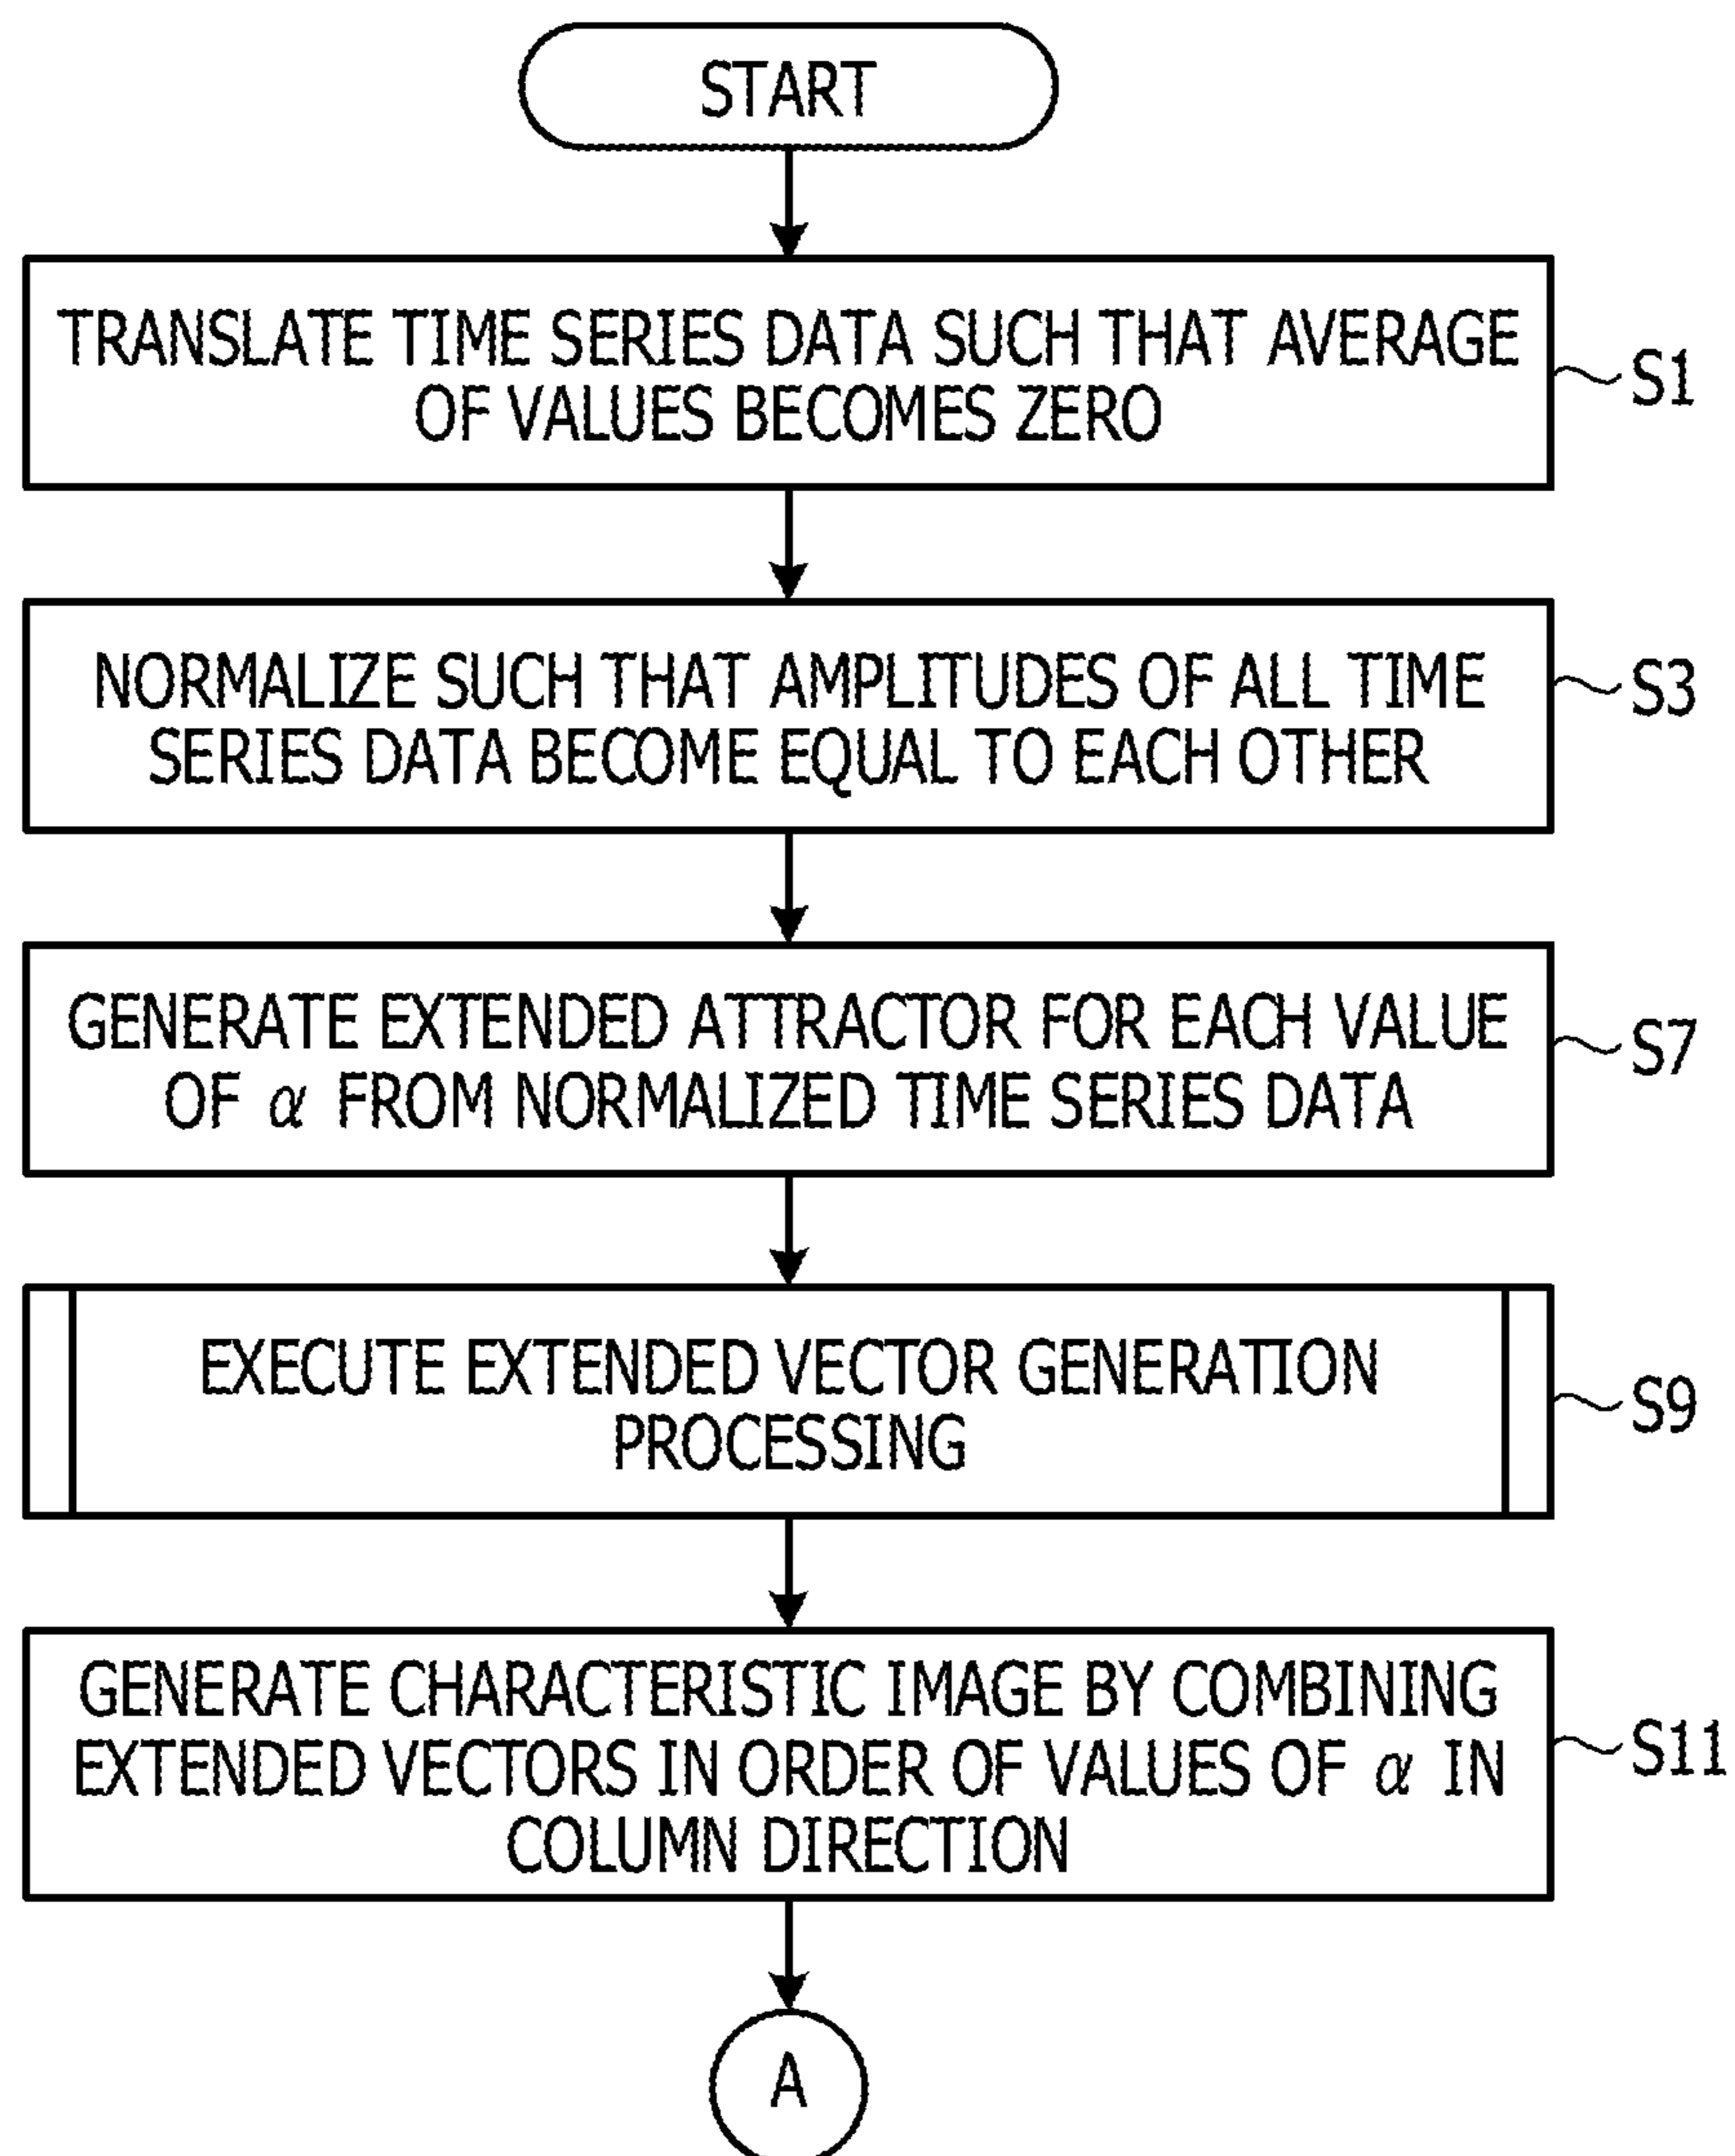 START
TRANSLATE TIME SERIES DATA SUCH THAT AVERAGE
OF VALUES BECOMES ZERO
S1
NORMALIZE SUCH THAT AMPLITUDES OF ALL TIME
SERIES DATA BECOME EQUAL TO EACH OTHER
S3
GENERATE EXTENDED ATTRACTOR FOR EACH VALUE
OF α FROM NORMALIZED TIME SERIES DATA
S7
EXECUTE EXTENDED VECTOR GENERATION
PROCESSING
S9
GENERATE CHARACTERISTIC IMAGE BY COMBINING
EXTENDED VECTORS IN ORDER OF VALUES OF α IN
COLUMN DIRECTION
S11
A